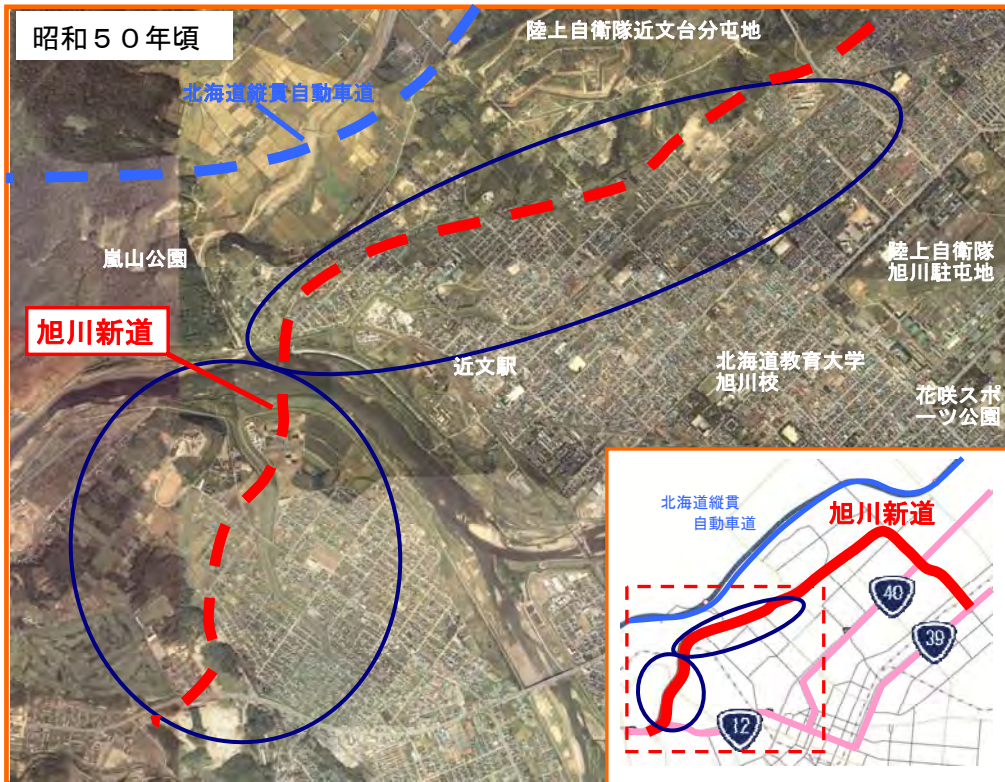 昭和５０年頃
陸上自衛隊近文台分屯地
北海道縦貫自動車道
嵐山公園
陸上自衛隊
旭川駐屯地
旭川新道
近文駅
北海道教育大学
旭川校
花咲スポ
ーツ公園
北海道縦貫
自動車道
旭川新道
40
39
12